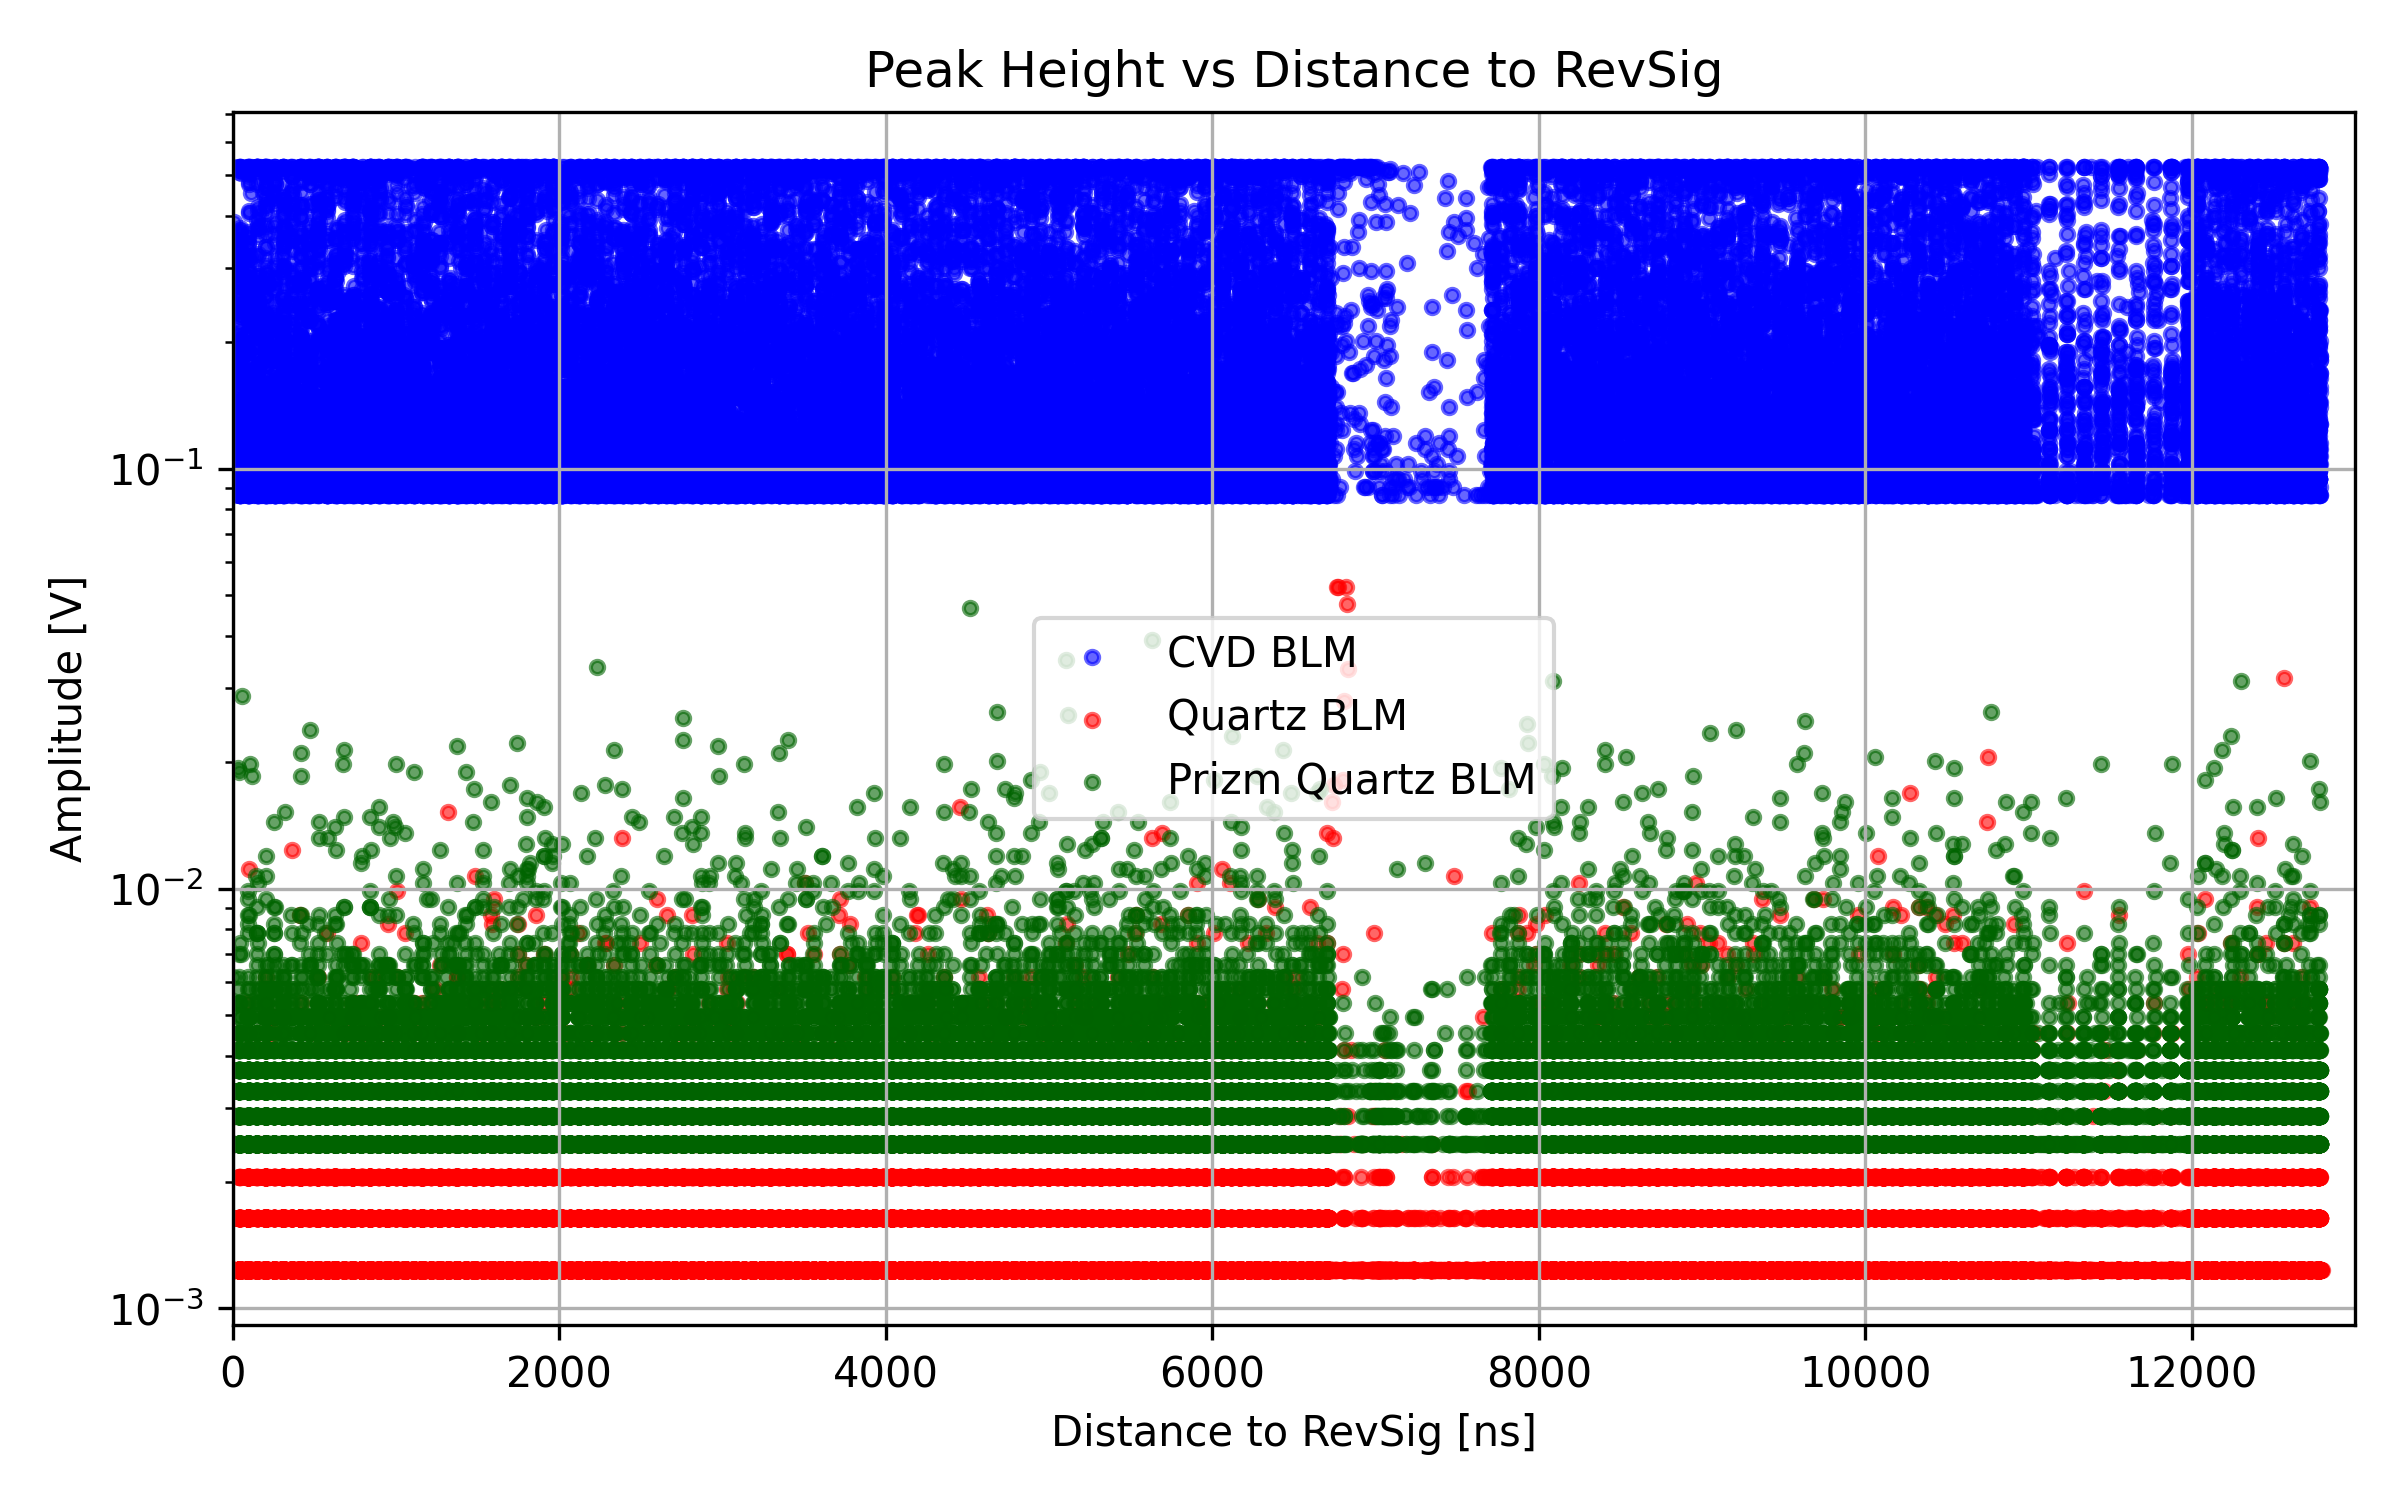 Peak Height vs Distance to RevSig
Amplitude [V]
10⁻¹
10⁻²
10⁻³
CVD BLM
Quartz BLM
Prizm Quartz BLM
0 2000 4000 6000 8000 10000 12000
Distance to RevSig [ns]